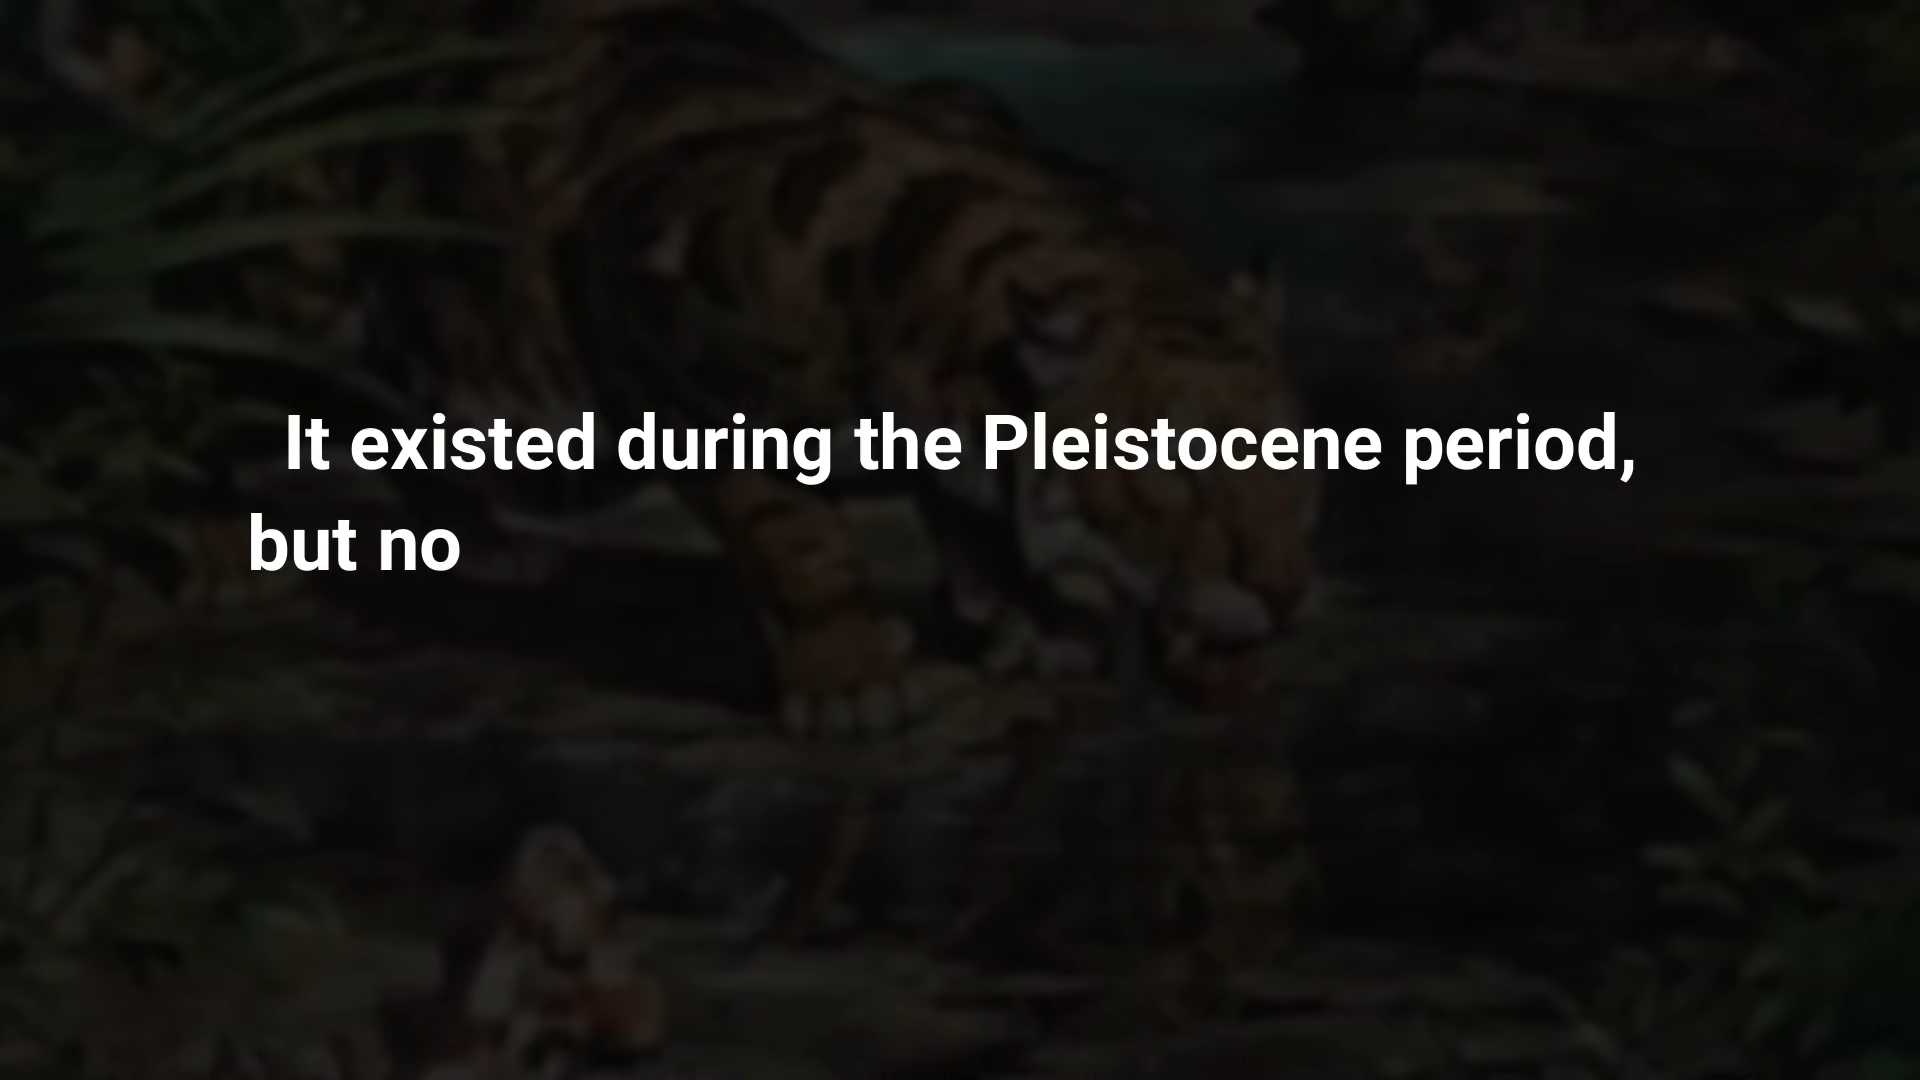 It existed during the Pleistocene period,
but no